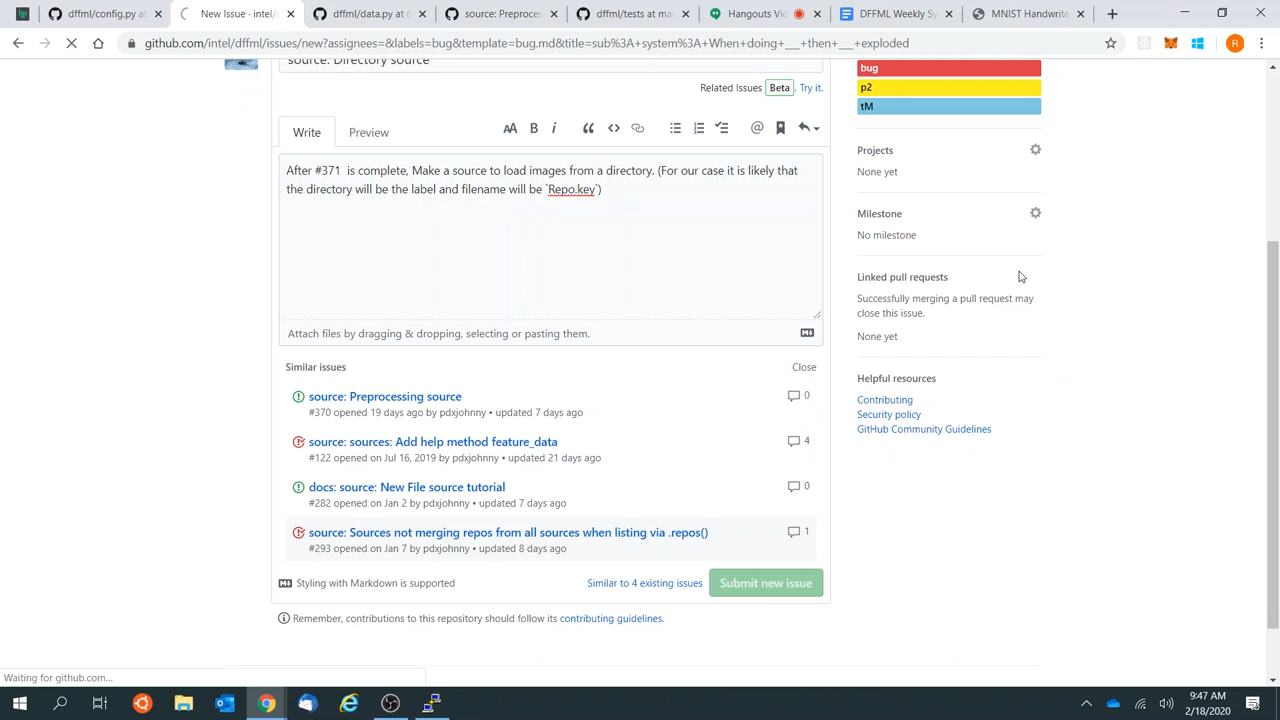 dffml/config.py at
New Issue · intel/
dffml/data.py at
source: Preproces
dffml/tests at ma
Hangouts Vid
DFFML Weekly Sy
MNIST Handwrite
github.com/intel/dffml/issues/new?assignees=&labels=bug&template=bug.md&title=sub%3A+system%3A+When+doing+___+then+___+exploded
R
source: Directory source
Related Issues Beta . Try it.
Write
Preview
After #371 is complete, Make a source to load images from a directory. (For our case it is likely that
the directory will be the label and filename will be `Repo.key`)
Attach files by dragging & dropping, selecting or pasting them.
Similar issues
Close
source: Preprocessing source
0
#370 opened 19 days ago by pdxjohnny • updated 7 days ago
source: sources: Add help method feature_data
4
#122 opened on Jul 16, 2019 by pdxjohnny • updated 21 days ago
docs: source: New File source tutorial
0
#282 opened on Jan 2 by pdxjohnny • updated 7 days ago
source: Sources not merging repos from all sources when listing via .repos()
1
#293 opened on Jan 7 by pdxjohnny • updated 8 days ago
Styling with Markdown is supported
Similar to 4 existing issues
Submit new issue
Remember, contributions to this repository should follow its contributing guidelines.
bug
p2
tM
Projects
None yet
Milestone
No milestone
Linked pull requests
Successfully merging a pull request may
close this issue.
None yet
Helpful resources
Contributing
Security policy
GitHub Community Guidelines
Waiting for github.com...
9:47 AM
2/18/2020